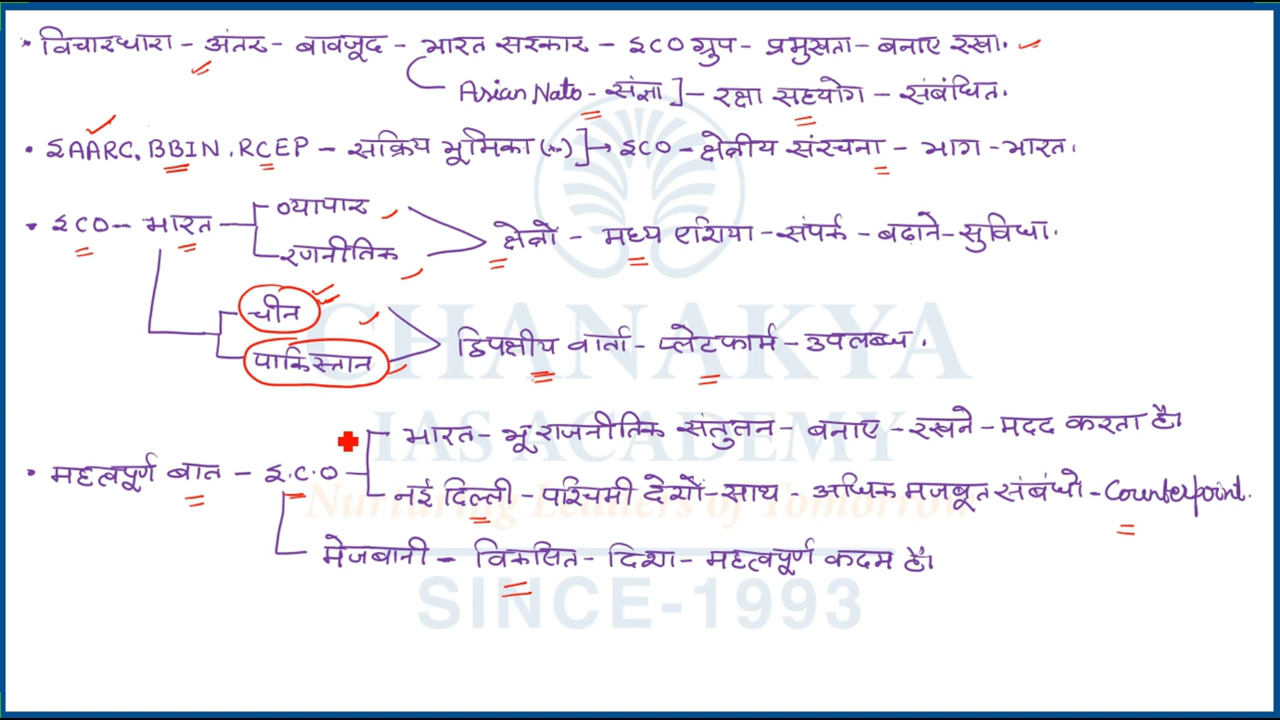 • विचारधारा - अंतर - बावजूद - भारत सरकार - SCO ग्रुप - प्रमुखता - बनाए रखा.
Asian Nato - संज्ञा ] - रक्षा सहयोग - संबंधित.
• SAARC, BBIN, RCEP - सक्रिय भूमिका (...) ] → SCO - क्षेत्रीय संरचना - भाग - भारत.
• SCO - भारत
व्यापार
रणनीतिक
क्षेत्रों - मध्य एशिया - संपर्क - बढ़ाने - सुविधा.
चीन
पाकिस्तान
द्विपक्षीय वार्ता - प्लेटफार्म - उपलब्ध.
भारत - भू राजनीतिक संतुलन - बनाए - रखने - मदद करता है।
• महत्वपूर्ण बात - S.C.O
नई दिल्ली - पश्चिमी देशों - साथ - अधिक मजबूत संबंधो - Counterpoint.
मेजबानी - विकसित - दिशा - महत्वपूर्ण कदम है।
CHANAKYA
IAS ACADEMY
Nurturing Leaders of Tomorrow
SINCE-1993